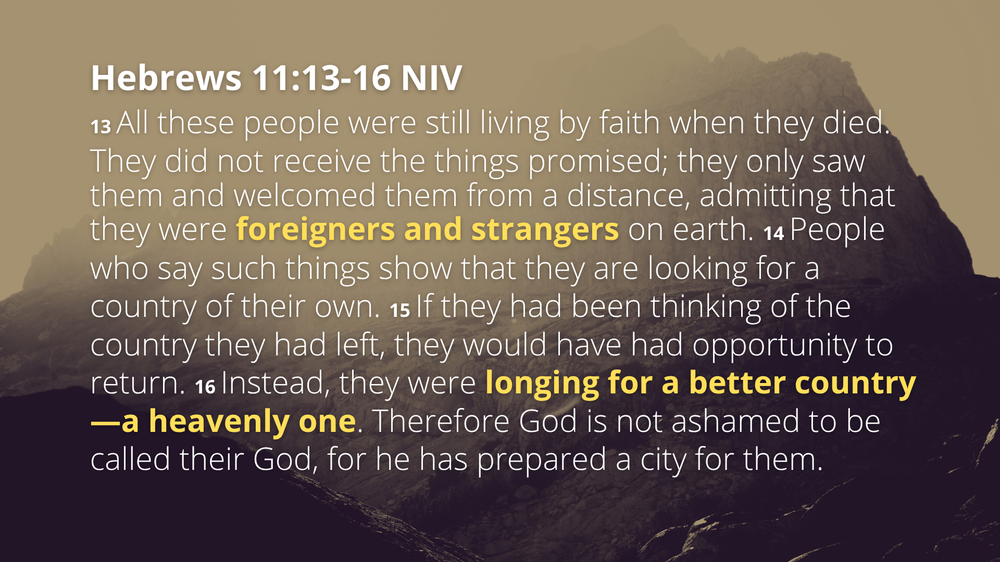 Hebrews 11:13-16 NIV
13 All these people were still living by faith when they died.
They did not receive the things promised; they only saw
them and welcomed them from a distance, admitting that
they were foreigners and strangers on earth. 14 People
who say such things show that they are looking for a
country of their own. 15 If they had been thinking of the
country they had left, they would have had opportunity to
return. 16 Instead, they were longing for a better country
—a heavenly one. Therefore God is not ashamed to be
called their God, for he has prepared a city for them.